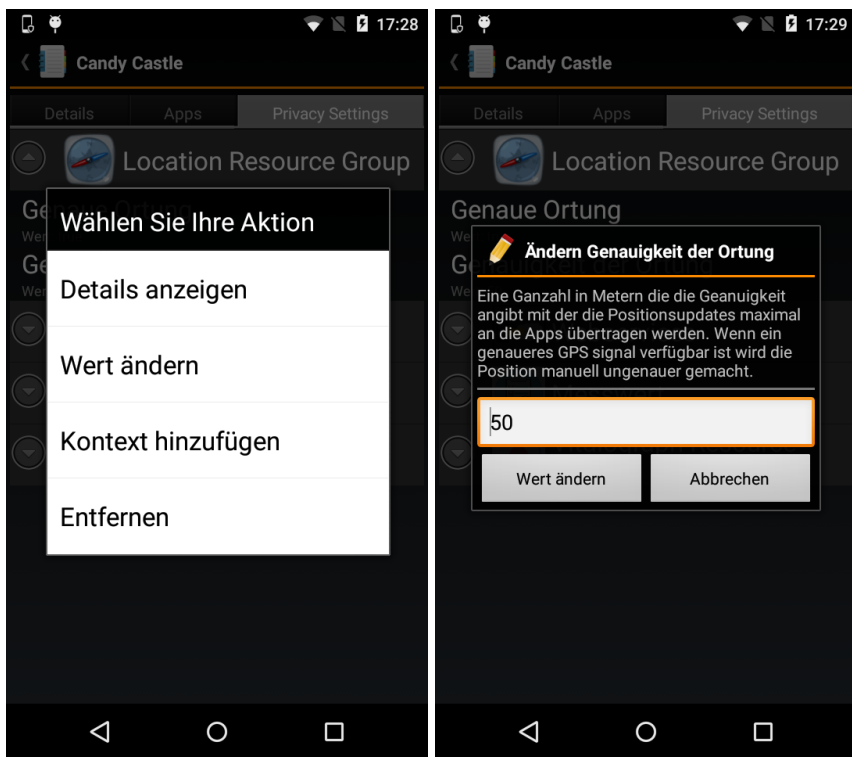 17:28
Candy Castle
Details Apps Privacy Settings
Location Resource Group
Genaue Ortung
Wählen Sie Ihre Aktion
Details anzeigen
Wert ändern
Kontext hinzufügen
Entfernen
17:29
Candy Castle
Details Apps Privacy Settings
Location Resource Group
Genaue Ortung
Ändern Genauigkeit der Ortung
Eine Ganzahl in Metern die die Geanuigkeit
angibt mit der die Positionsupdates maximal
an die Apps übertragen werden. Wenn ein
genaueres GPS signal verfügbar ist wird die
Position manuell ungenauer gemacht.
50
Wert ändern Abbrechen